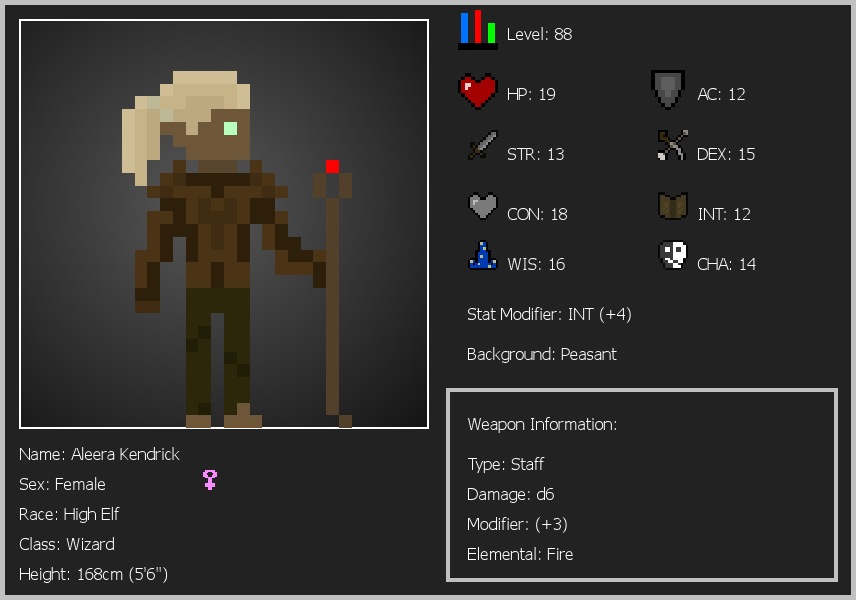 Level: 88
HP: 19
AC: 12
STR: 13
DEX: 15
CON: 18
INT: 12
WIS: 16
CHA: 14
Stat Modifier: INT (+4)
Background: Peasant
Weapon Information:
Type: Staff
Damage: d6
Modifier: (+3)
Elemental: Fire
Name: Aleera Kendrick
Sex: Female
Race: High Elf
Class: Wizard
Height: 168cm (5'6")